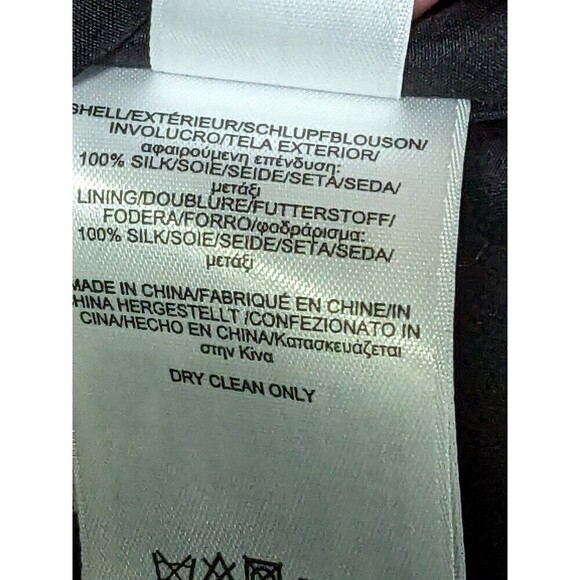 SHELL/EXTÉRIEUR/SCHLUPFBLOUSON/
INVOLUCRO/TELA EXTERIOR/
αφαιρούμενη επένδυση:
100% SILK/SOIE/SEIDE/SETA/SEDA/
μετάξι
LINING/DOUBLURE/FUTTERSTOFF/
FODERA/FORRO/φοδράρισμα:
100% SILK/SOIE/SEIDE/SETA/SEDA/
μετάξι
MADE IN CHINA/FABRIQUÉ EN CHINE/IN
CHINA HERGESTELLT /CONFEZIONATO IN
CINA/HECHO EN CHINA/Κατασκευάζεται
στην Κίνα
DRY CLEAN ONLY